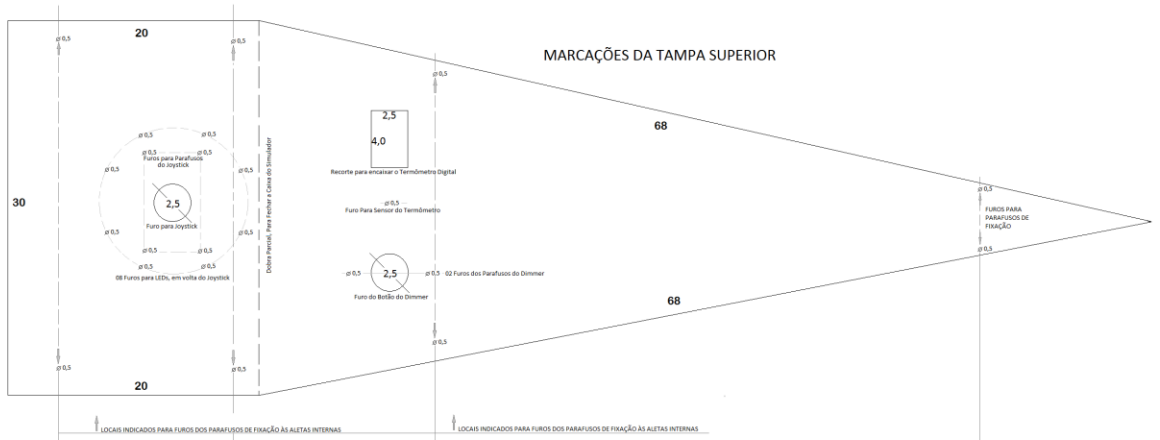 20
ø 0,5
ø 0,5
MARCAÇÕES DA TAMPA SUPERIOR
ø 0,5
2,5
4,0
68
ø 0,5
ø 0,5
Furos para Parafusos
do Joystick
ø 0,5
ø 0,5
Recorte para encaixar o Termômetro Digital
Dobra Parcial, Para Fechar a Caixa do Simulador
30
ø 0,5
2,5
ø 0,5
Furo Para Sensor do Termômetro
ø 0,5
FUROS PARA
PARAFUSOS DE
FIXAÇÃO
ø 0,5
Furo para Joystick
ø 0,5
ø 0,5
ø 0,5
ø 0,5
ø 0,5
ø 0,5
08 Furos para LEDs, em volta do Joystick
ø 0,5
2,5
ø 0,5
02 Furos dos Parafusos do Dimmer
Furo do Botão do Dimmer
68
ø 0,5
ø 0,5
ø 0,5
20
LOCAIS INDICADOS PARA FUROS DOS PARAFUSOS DE FIXAÇÃO ÀS ALETAS INTERNAS
LOCAIS INDICADOS PARA FUROS DOS PARAFUSOS DE FIXAÇÃO ÀS ALETAS INTERNAS